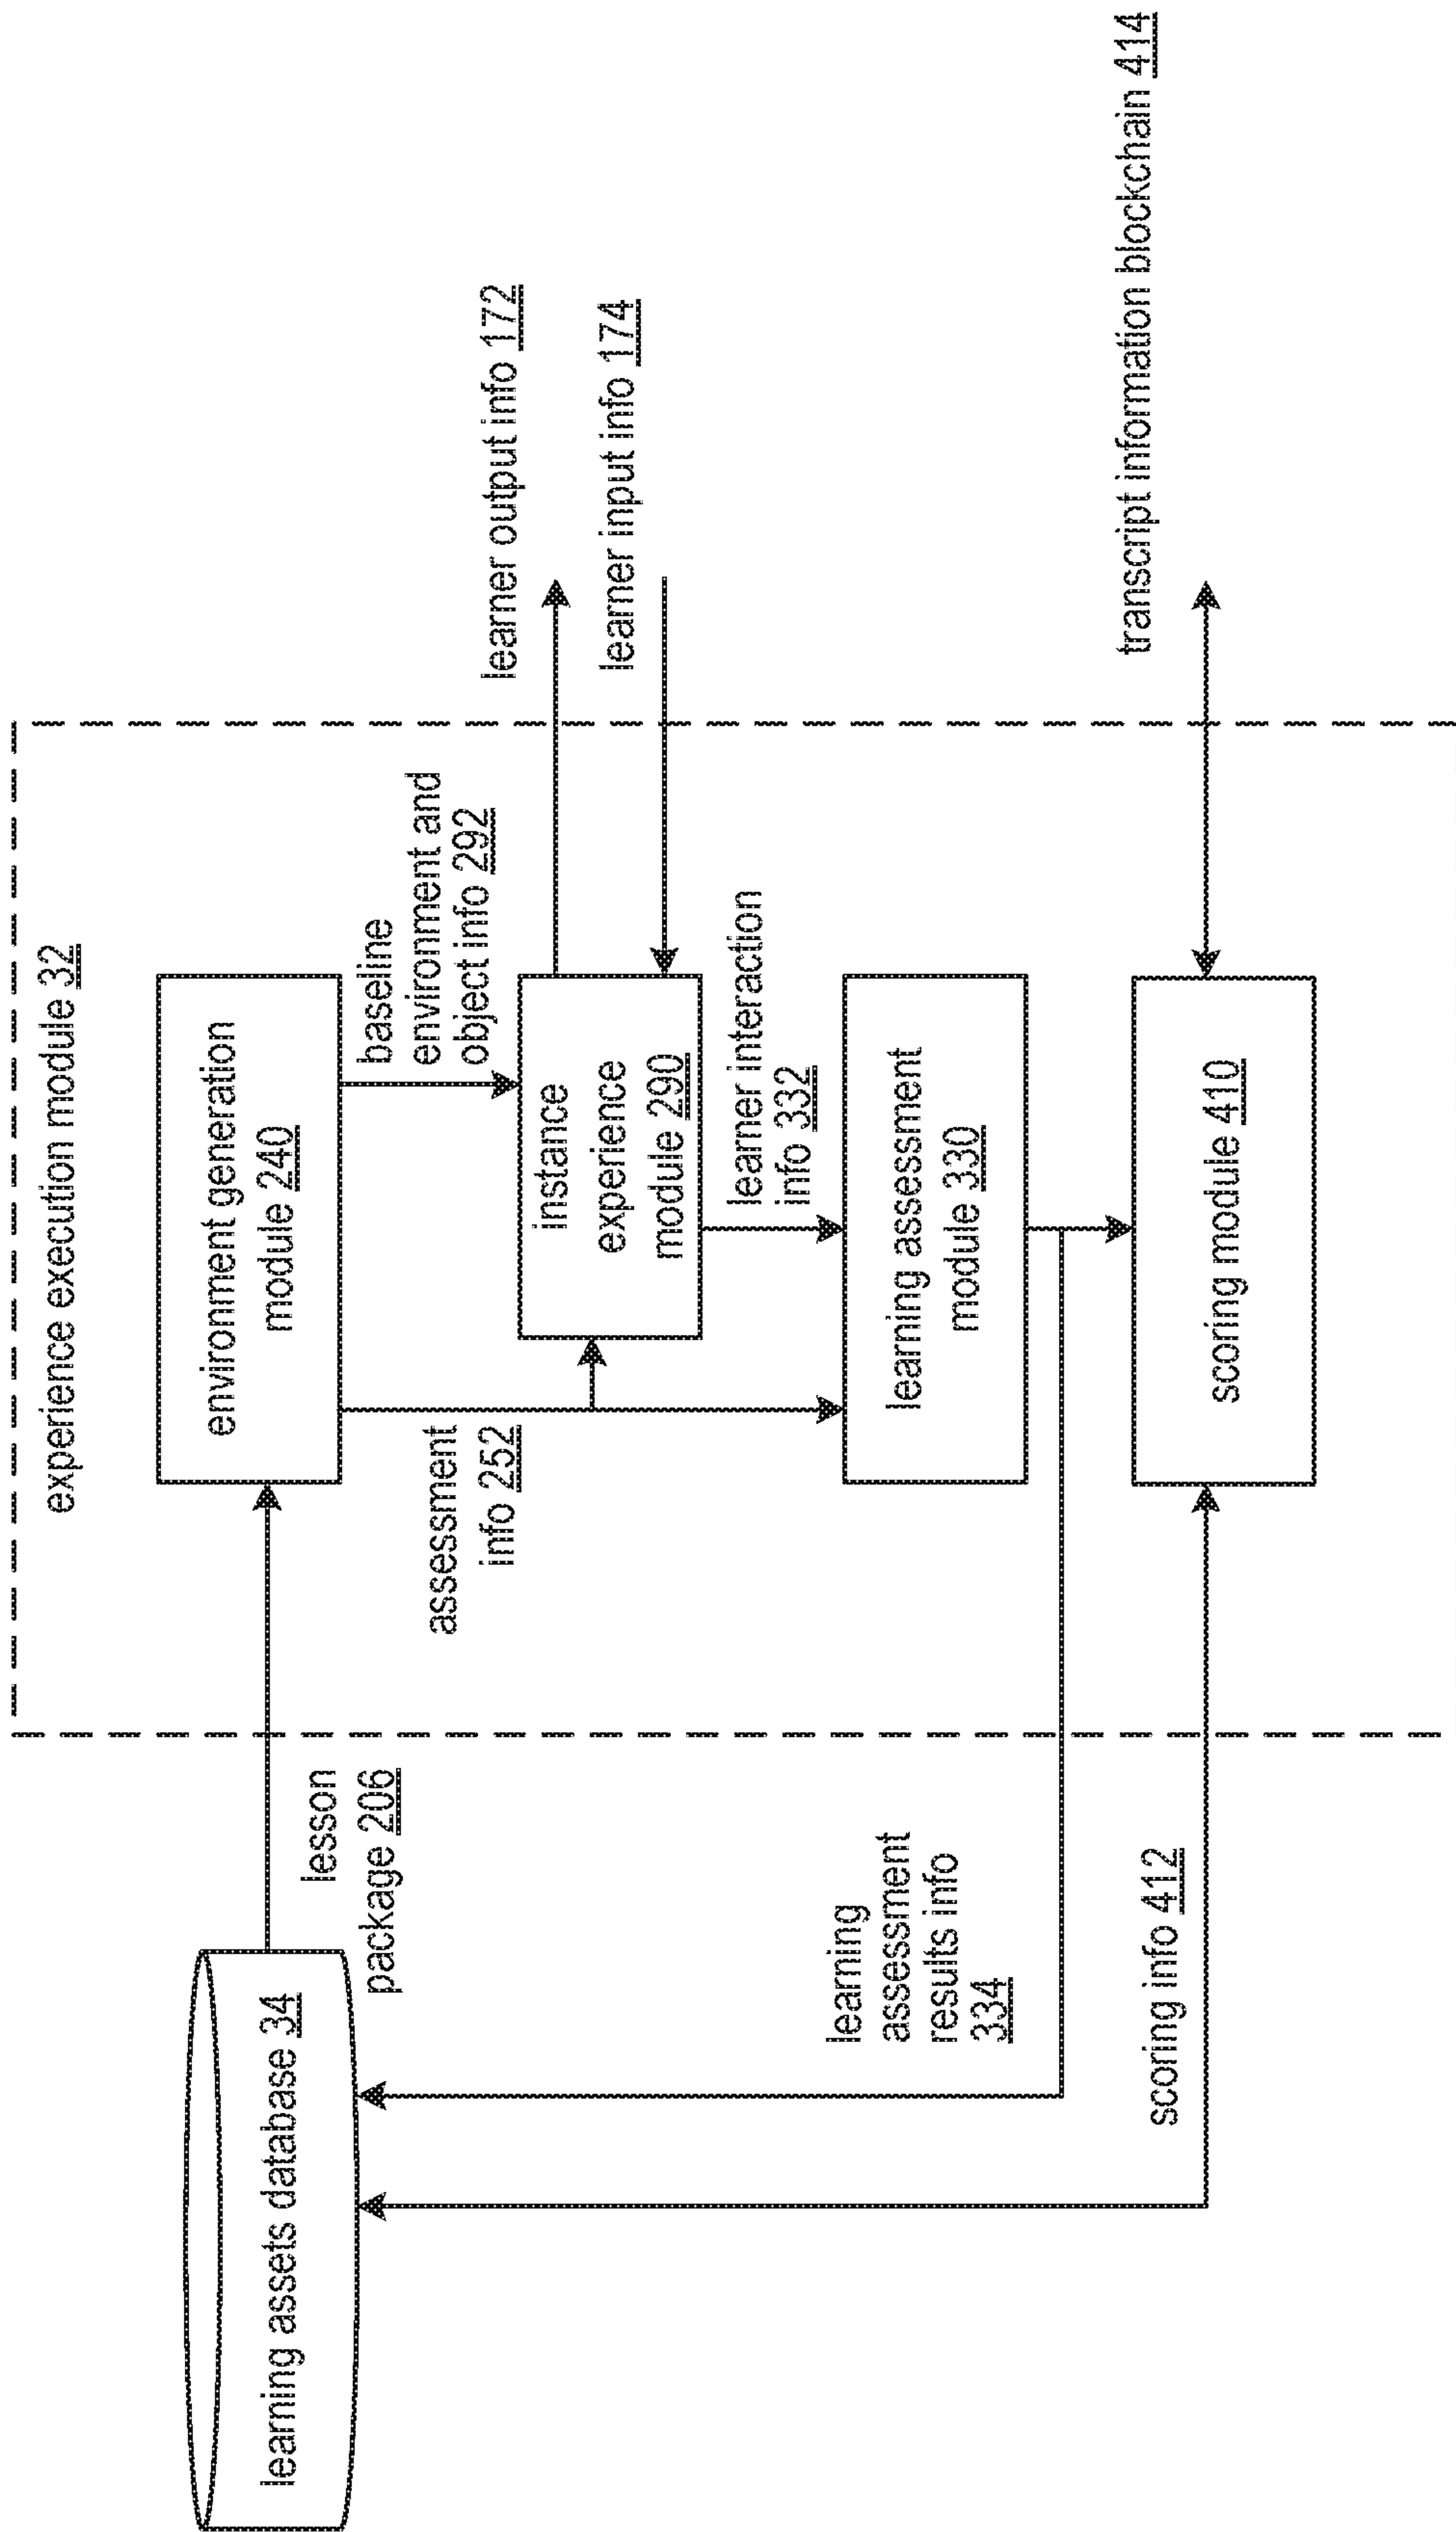 experience execution module 32
learning assets database 34
lesson
package 206
environment generation
module 240
assessment
info 252
baseline
environment and
object info 292
instance
experience
module 290
learner output info 172
learner input info 174
learner interaction
info 332
learning assessment
module 330
learning
assessment
results info
334
scoring info 412
scoring module 410
transcript information blockchain 414